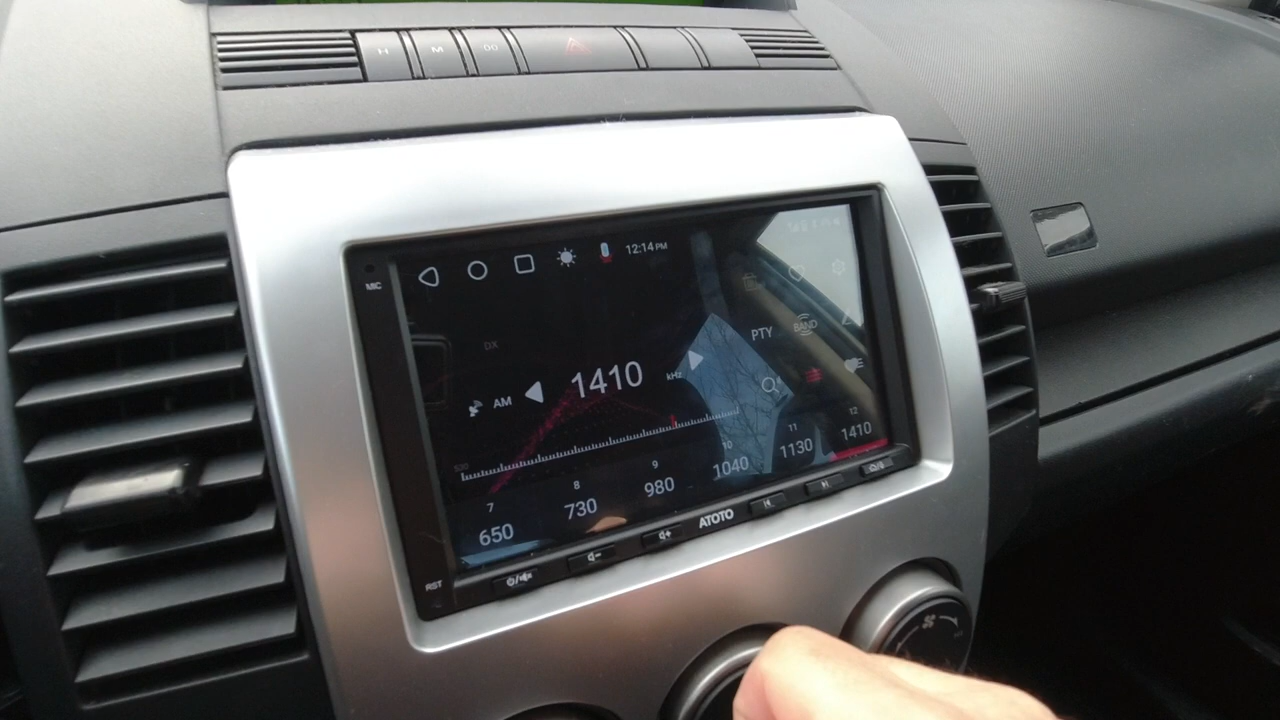 H M 00
MIC
12:14 PM
DX
PTY BAND
AM 1410 kHz
7 8 9 10 11 12
650 730 980 1040 1130 1410
ATOTO
RST